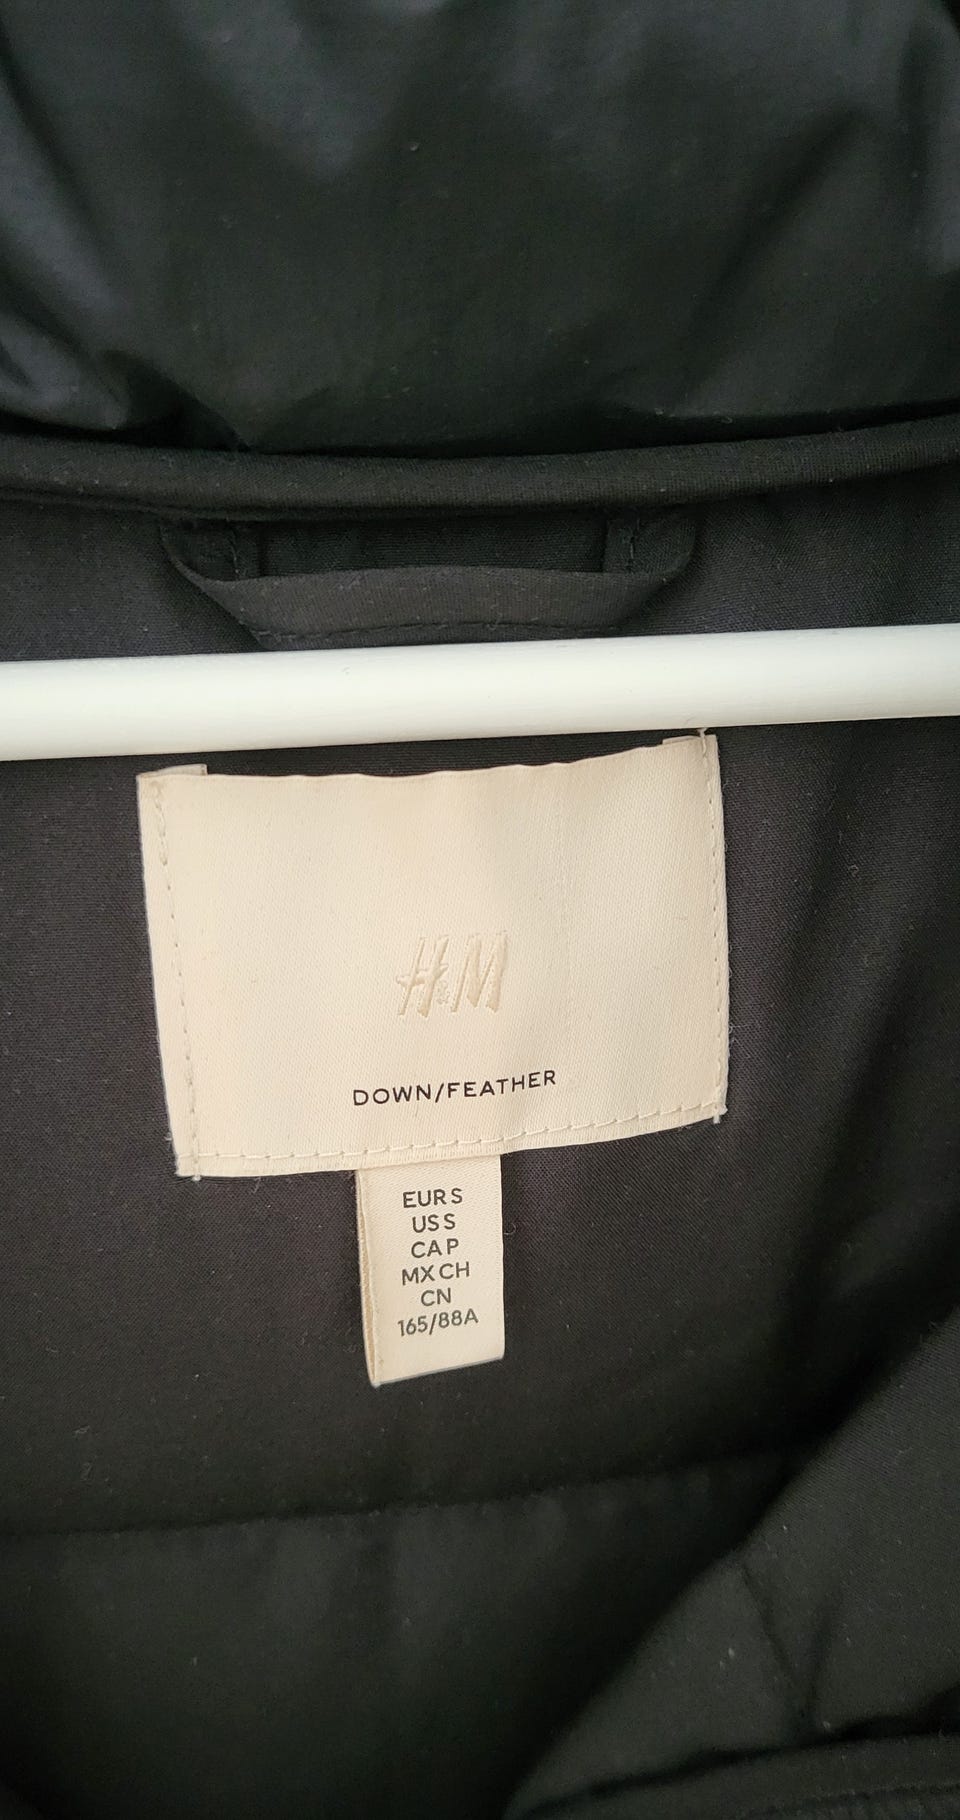 H&M
DOWN/FEATHER
EUR S
US S
CA P
MX CH
CN
165/88A